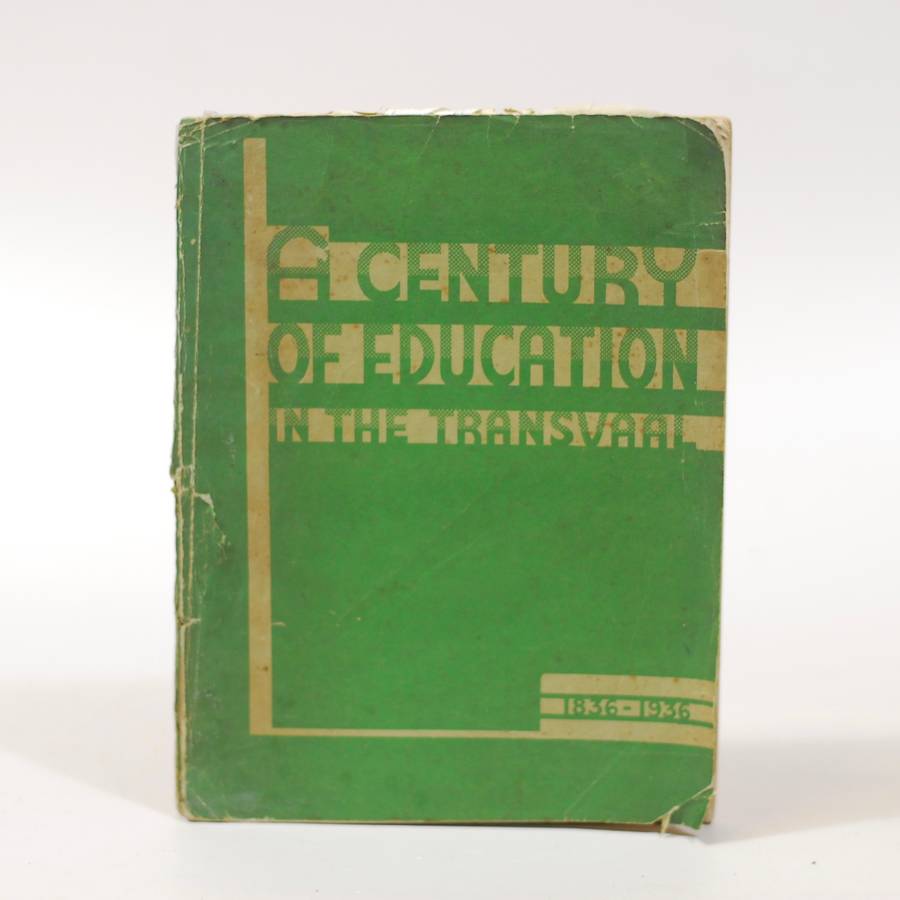 A CENTURY
OF EDUCATION
IN THE TRANSVAAL
1836-1936